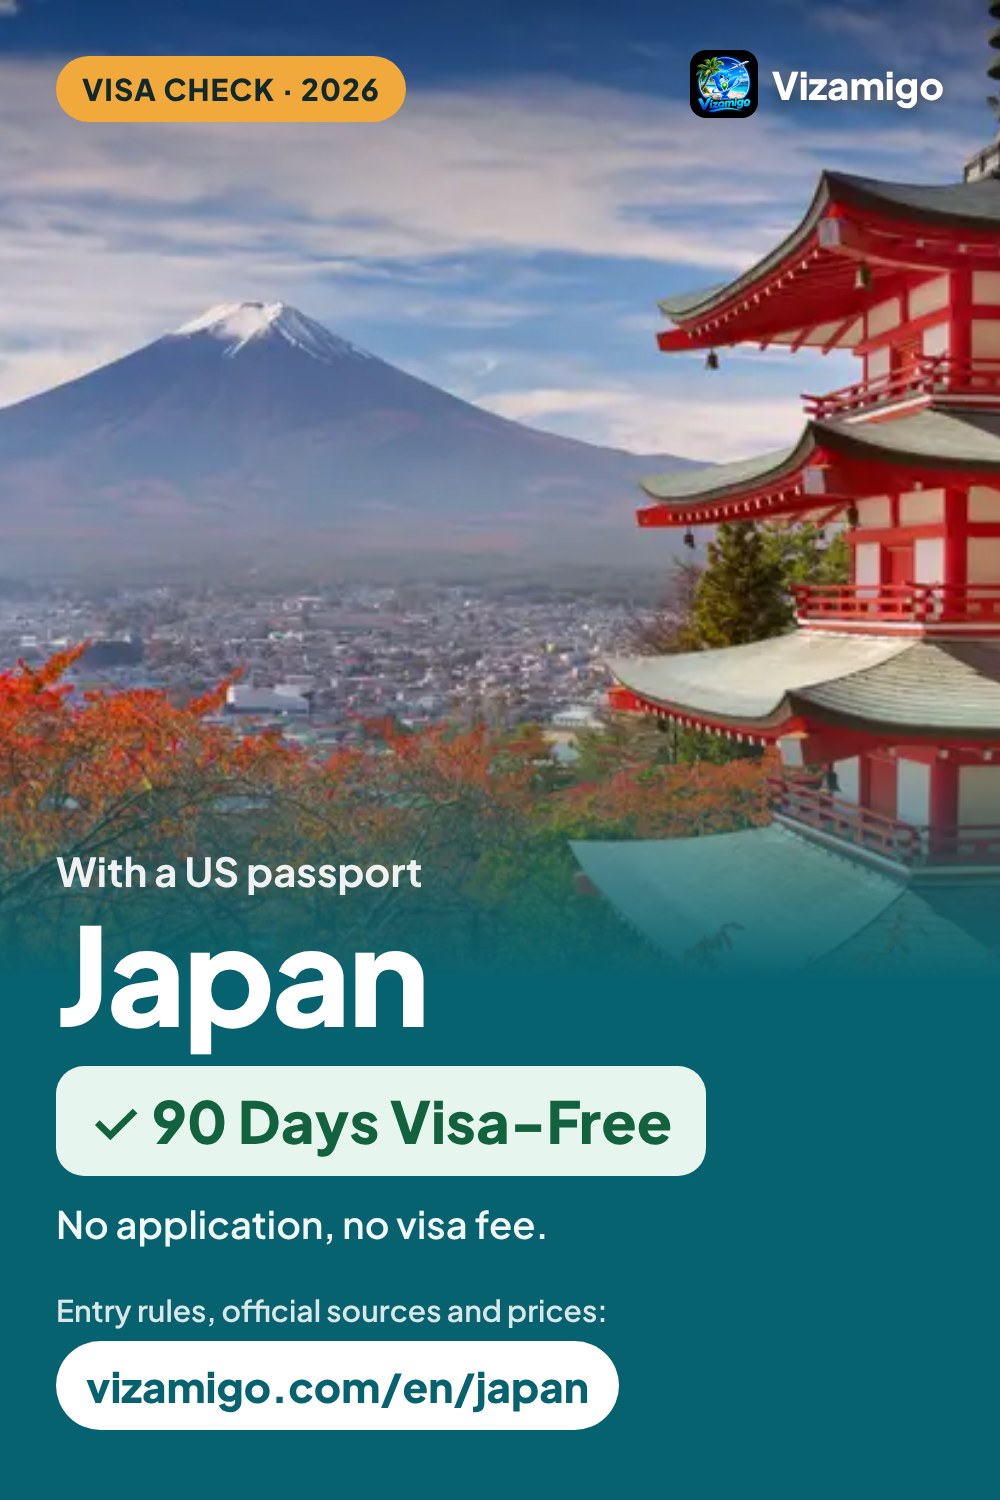 VISA CHECK · 2026
Vizamigo
Vizamigo
With a US passport
Japan
✓ 90 Days Visa-Free
No application, no visa fee.
Entry rules, official sources and prices:
vizamigo.com/en/japan